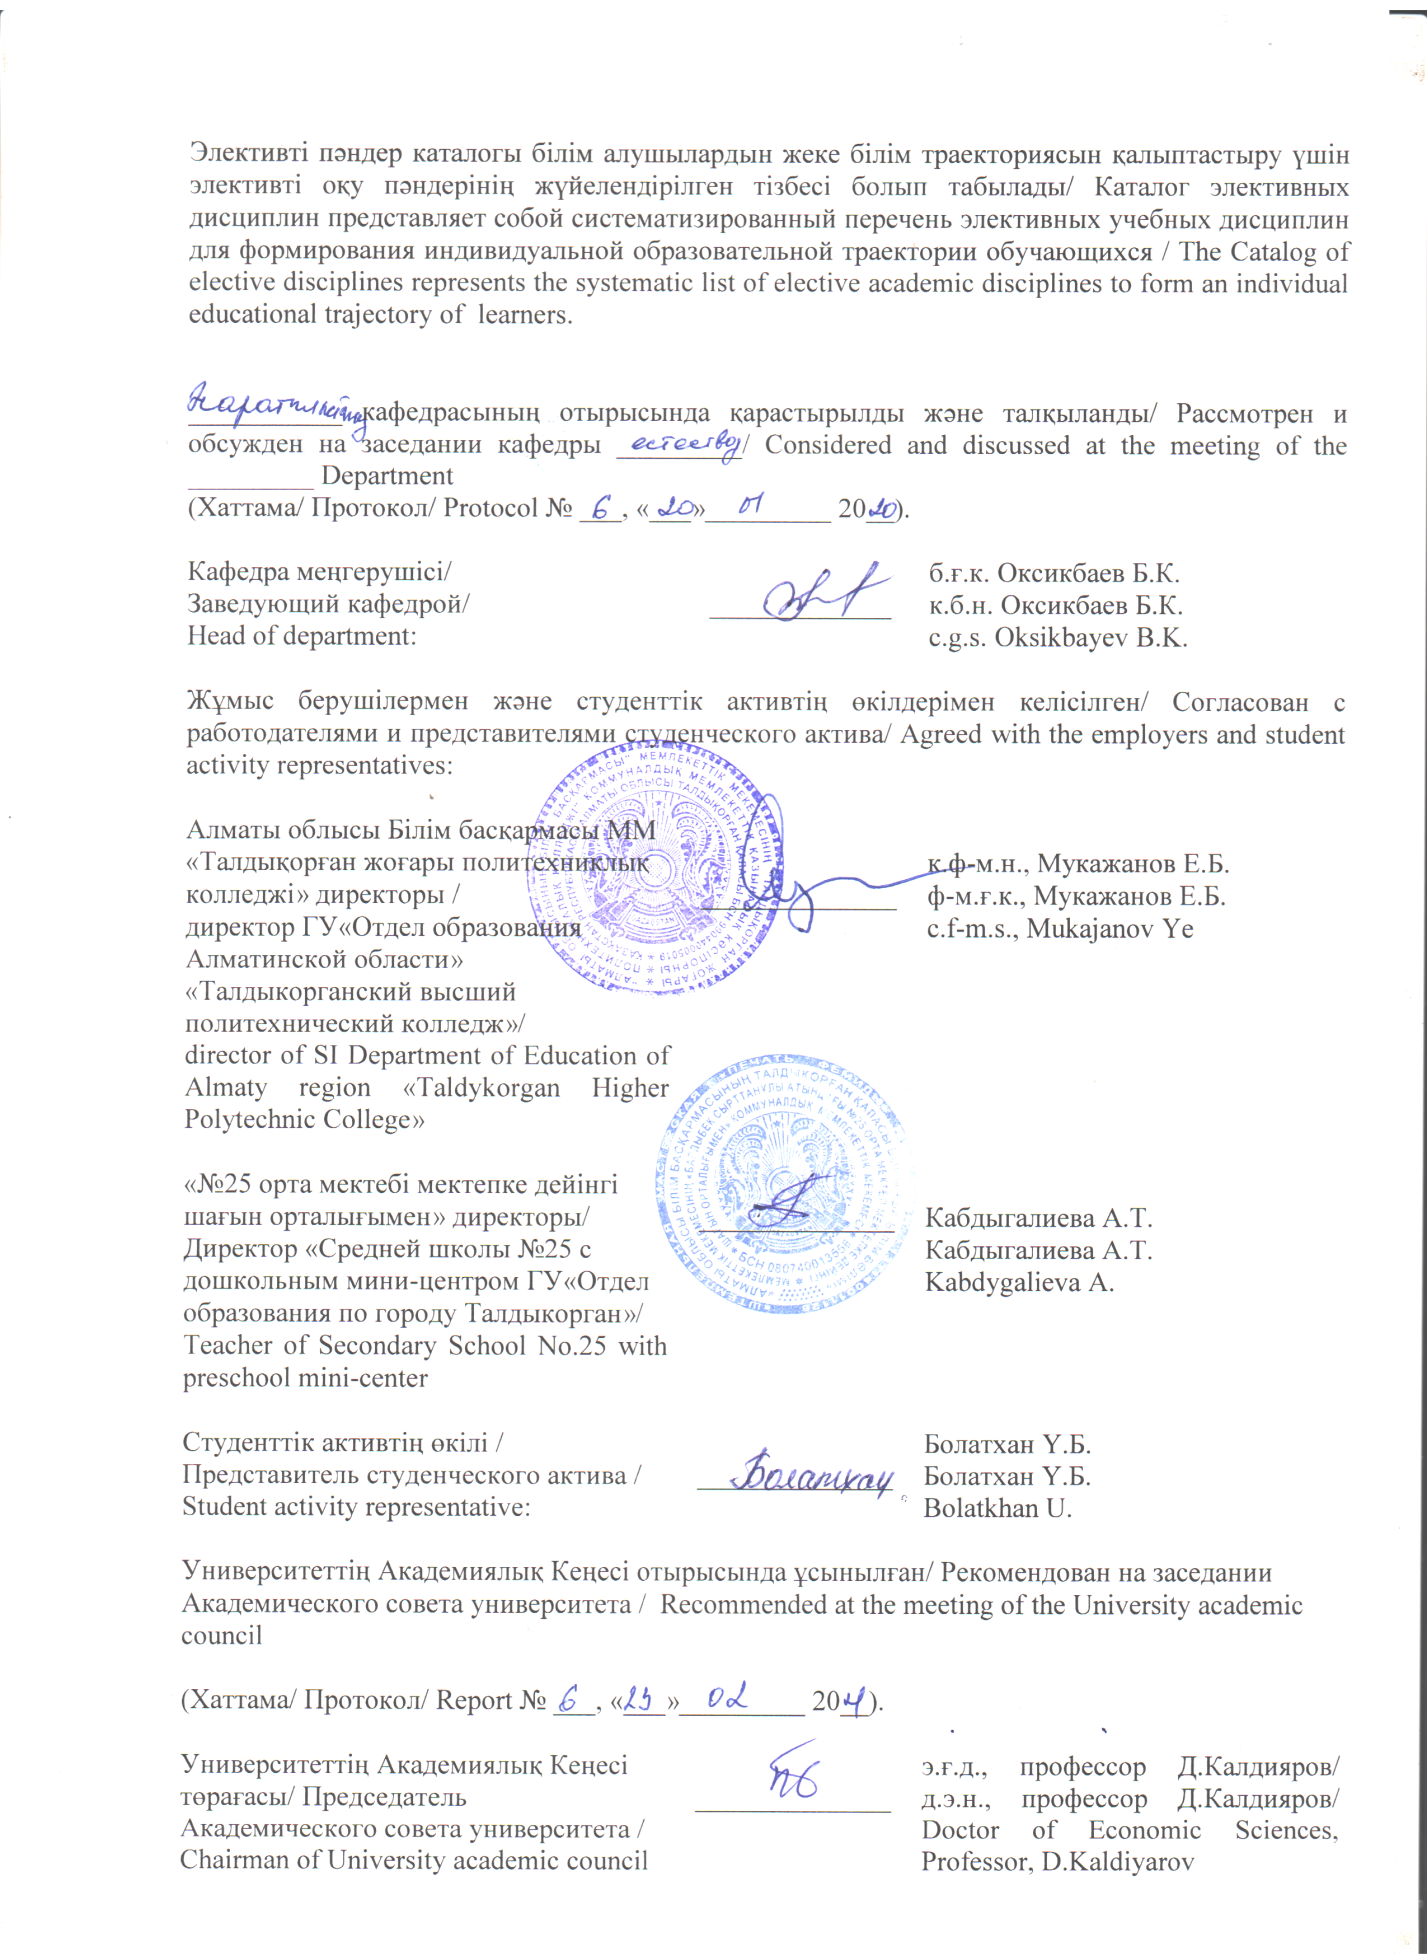 Элективті пәндер каталогы білім алушылардын жеке білім траекториясын қалыптастыру үшін
элективті оқу пәндерінің жүйелендірілген тізбесі болып табылады/ Каталог элективных
дисциплин представляет собой систематизированный перечень элективных учебных дисциплин
для формирования индивидуальной образовательной траектории обучающихся / The Catalog of
elective disciplines represents the systematic list of elective academic disciplines to form an individual
educational trajectory of learners.
кафедрасының отырысында қарастырылды және талқыланды/ Рассмотрен и
обсужден на заседании кафедры естествоз/ Considered and discussed at the meeting of the
_________ Department
(Хаттама/ Протокол/ Protocol № 6, «20» 01 2020).
Кафедра меңгерушісі/
Заведующий кафедрой/
Head of department:
б.ғ.к. Оксикбаев Б.К.
к.б.н. Оксикбаев Б.К.
c.g.s. Oksikbayev B.K.
Жұмыс берушілермен және студенттік активтің өкілдерімен келісілген/ Согласован с
работодателями и представителями студенческого актива/ Agreed with the employers and student
activity representatives:
Алматы облысы Білім басқармасы ММ
«Талдықорған жоғары политехникалық
колледжі» директоры /
директор ГУ«Отдел образования
Алматинской области»
«Талдыкорганский высший
политехнический колледж»/
director of SI Department of Education of
Almaty region «Taldykorgan Higher
Polytechnic College»
к.ф-м.н., Мукажанов Е.Б.
ф-м.ғ.к., Мукажанов Е.Б.
c.f-m.s., Mukajanov Ye
«№25 орта мектебі мектепке дейінгі
шағын орталығымен» директоры/
Директор «Средней школы №25 с
дошкольным мини-центром ГУ«Отдел
образования по городу Талдыкорган»/
Teacher of Secondary School No.25 with
preschool mini-center
Кабдыгалиева А.Т.
Кабдыгалиева А.Т.
Kabdygalieva A.
Студенттік активтің өкілі /
Представитель студенческого актива /
Student activity representative:
Болатхан
Болатхан Ү.Б.
Болатхан Ү.Б.
Bolatkhan U.
Университеттің Академиялық Кеңесі отырысында ұсынылған/ Рекомендован на заседании
Академического совета университета / Recommended at the meeting of the University academic
council
(Хаттама/ Протокол/ Report № 6, « » 02 20 ).
Университеттің Академиялық Кеңесі
төрағасы/ Председатель
Академического совета университета /
Chairman of University academic council
э.ғ.д., профессор Д.Калдияров/
д.э.н., профессор Д.Калдияров/
Doctor of Economic Sciences,
Professor, D.Kaldiyarov